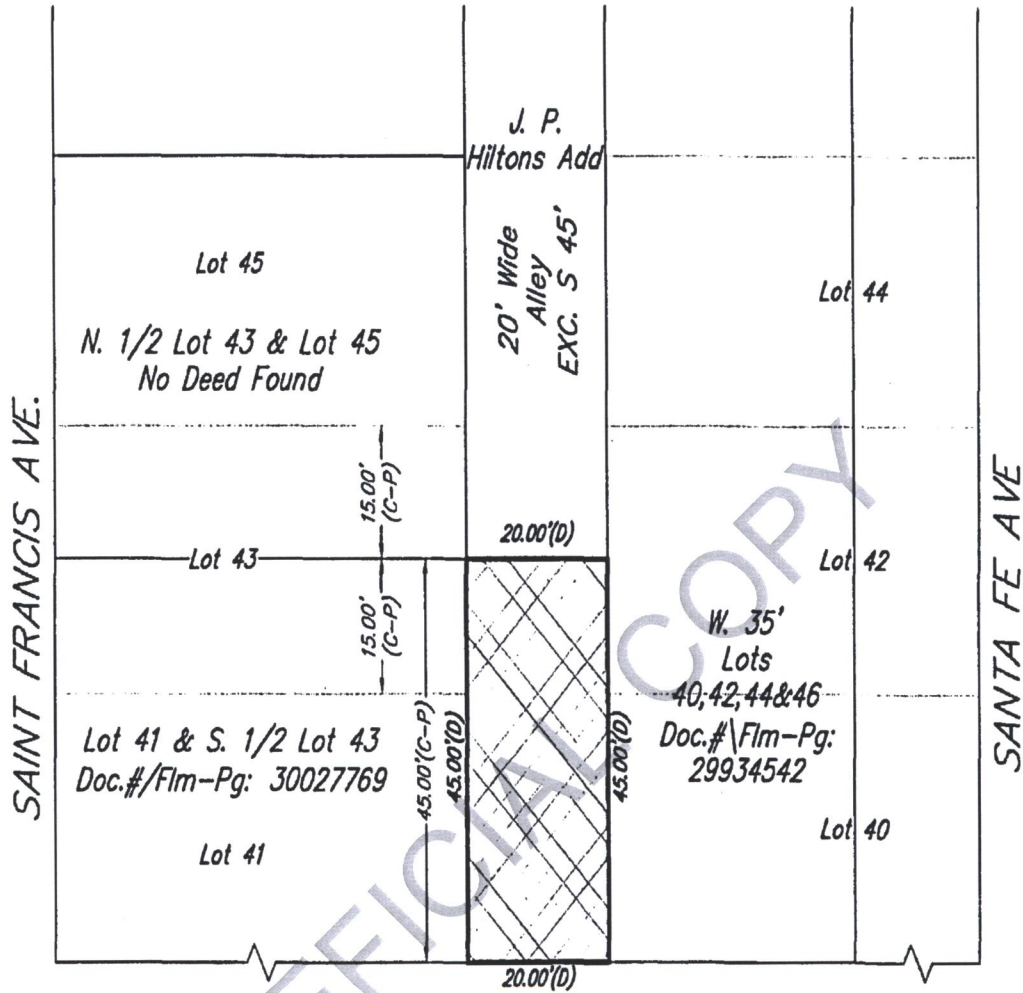 J. P.
Hiltons Add
20' Wide
Alley
EXC. S 45'
Lot 45
N. 1/2 Lot 43 & Lot 45
No Deed Found
Lot 44
SAINT FRANCIS AVE.
15.00'
(C-P)
20.00'(D)
Lot 43
Lot 42
15.00'
(C-P)
W. 35'
Lots
40,42,44&46
Doc.#\Flm-Pg:
29934542
SANTA FE AVE
Lot 41 & S. 1/2 Lot 43
Doc.#/Flm-Pg: 30027769
45.00'(C-P)
45.00'(D)
45.00'(D)
Lot 41
Lot 40
20.00'(D)
FFICIAL COPY